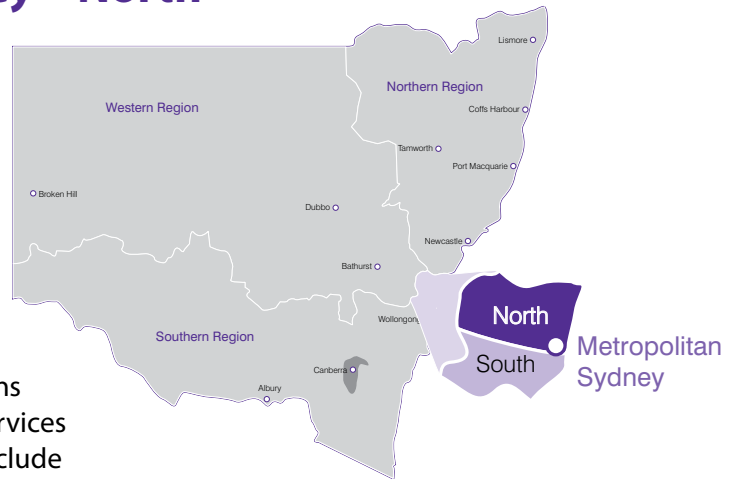 y - North
Lismore
Northern Region
Western Region
Coffs Harbour
Tamworth
Port Macquarie
Broken Hill
Dubbo
Newcastle
Bathurst
North
Wollongong
Southern Region
Metropolitan
Sydney
South
Canberra
Albury
ns
rvices
clude